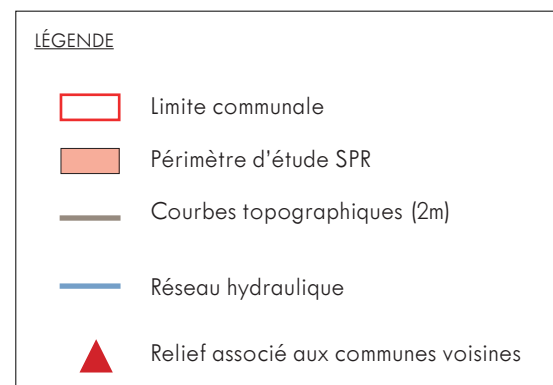 LÉGENDE
Limite communale
Périmètre d'étude SPR
Courbes topographiques (2m)
Réseau hydraulique
Relief associé aux communes voisines